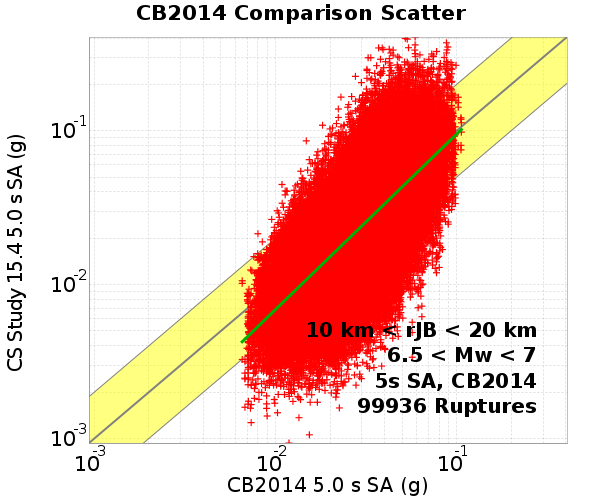 CB2014 Comparison Scatter
CS Study 15.4 5.0 s SA (g)
10-1
10-2
10-3
10 km < rJB < 20 km
6.5 < Mw < 7
5s SA, CB2014
99936 Ruptures
10-3 10-2 10-1
CB2014 5.0 s SA (g)